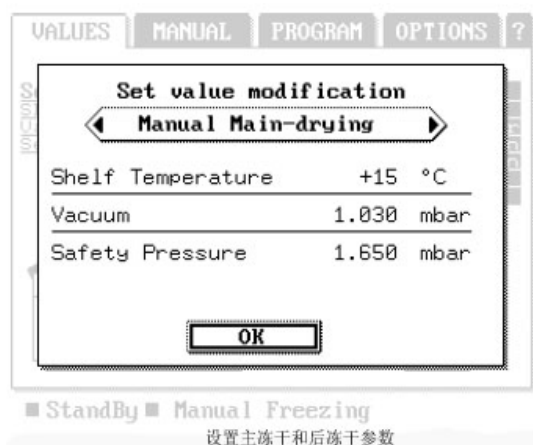 VALUES MANUAL PROGRAM OPTIONS ?
Set value modification
Manual Main-drying
Shelf Temperature +15 °C
Vacuum 1.030 mbar
Safety Pressure 1.650 mbar
OK
StandBy Manual Freezing
设置主冻干和后冻干参数